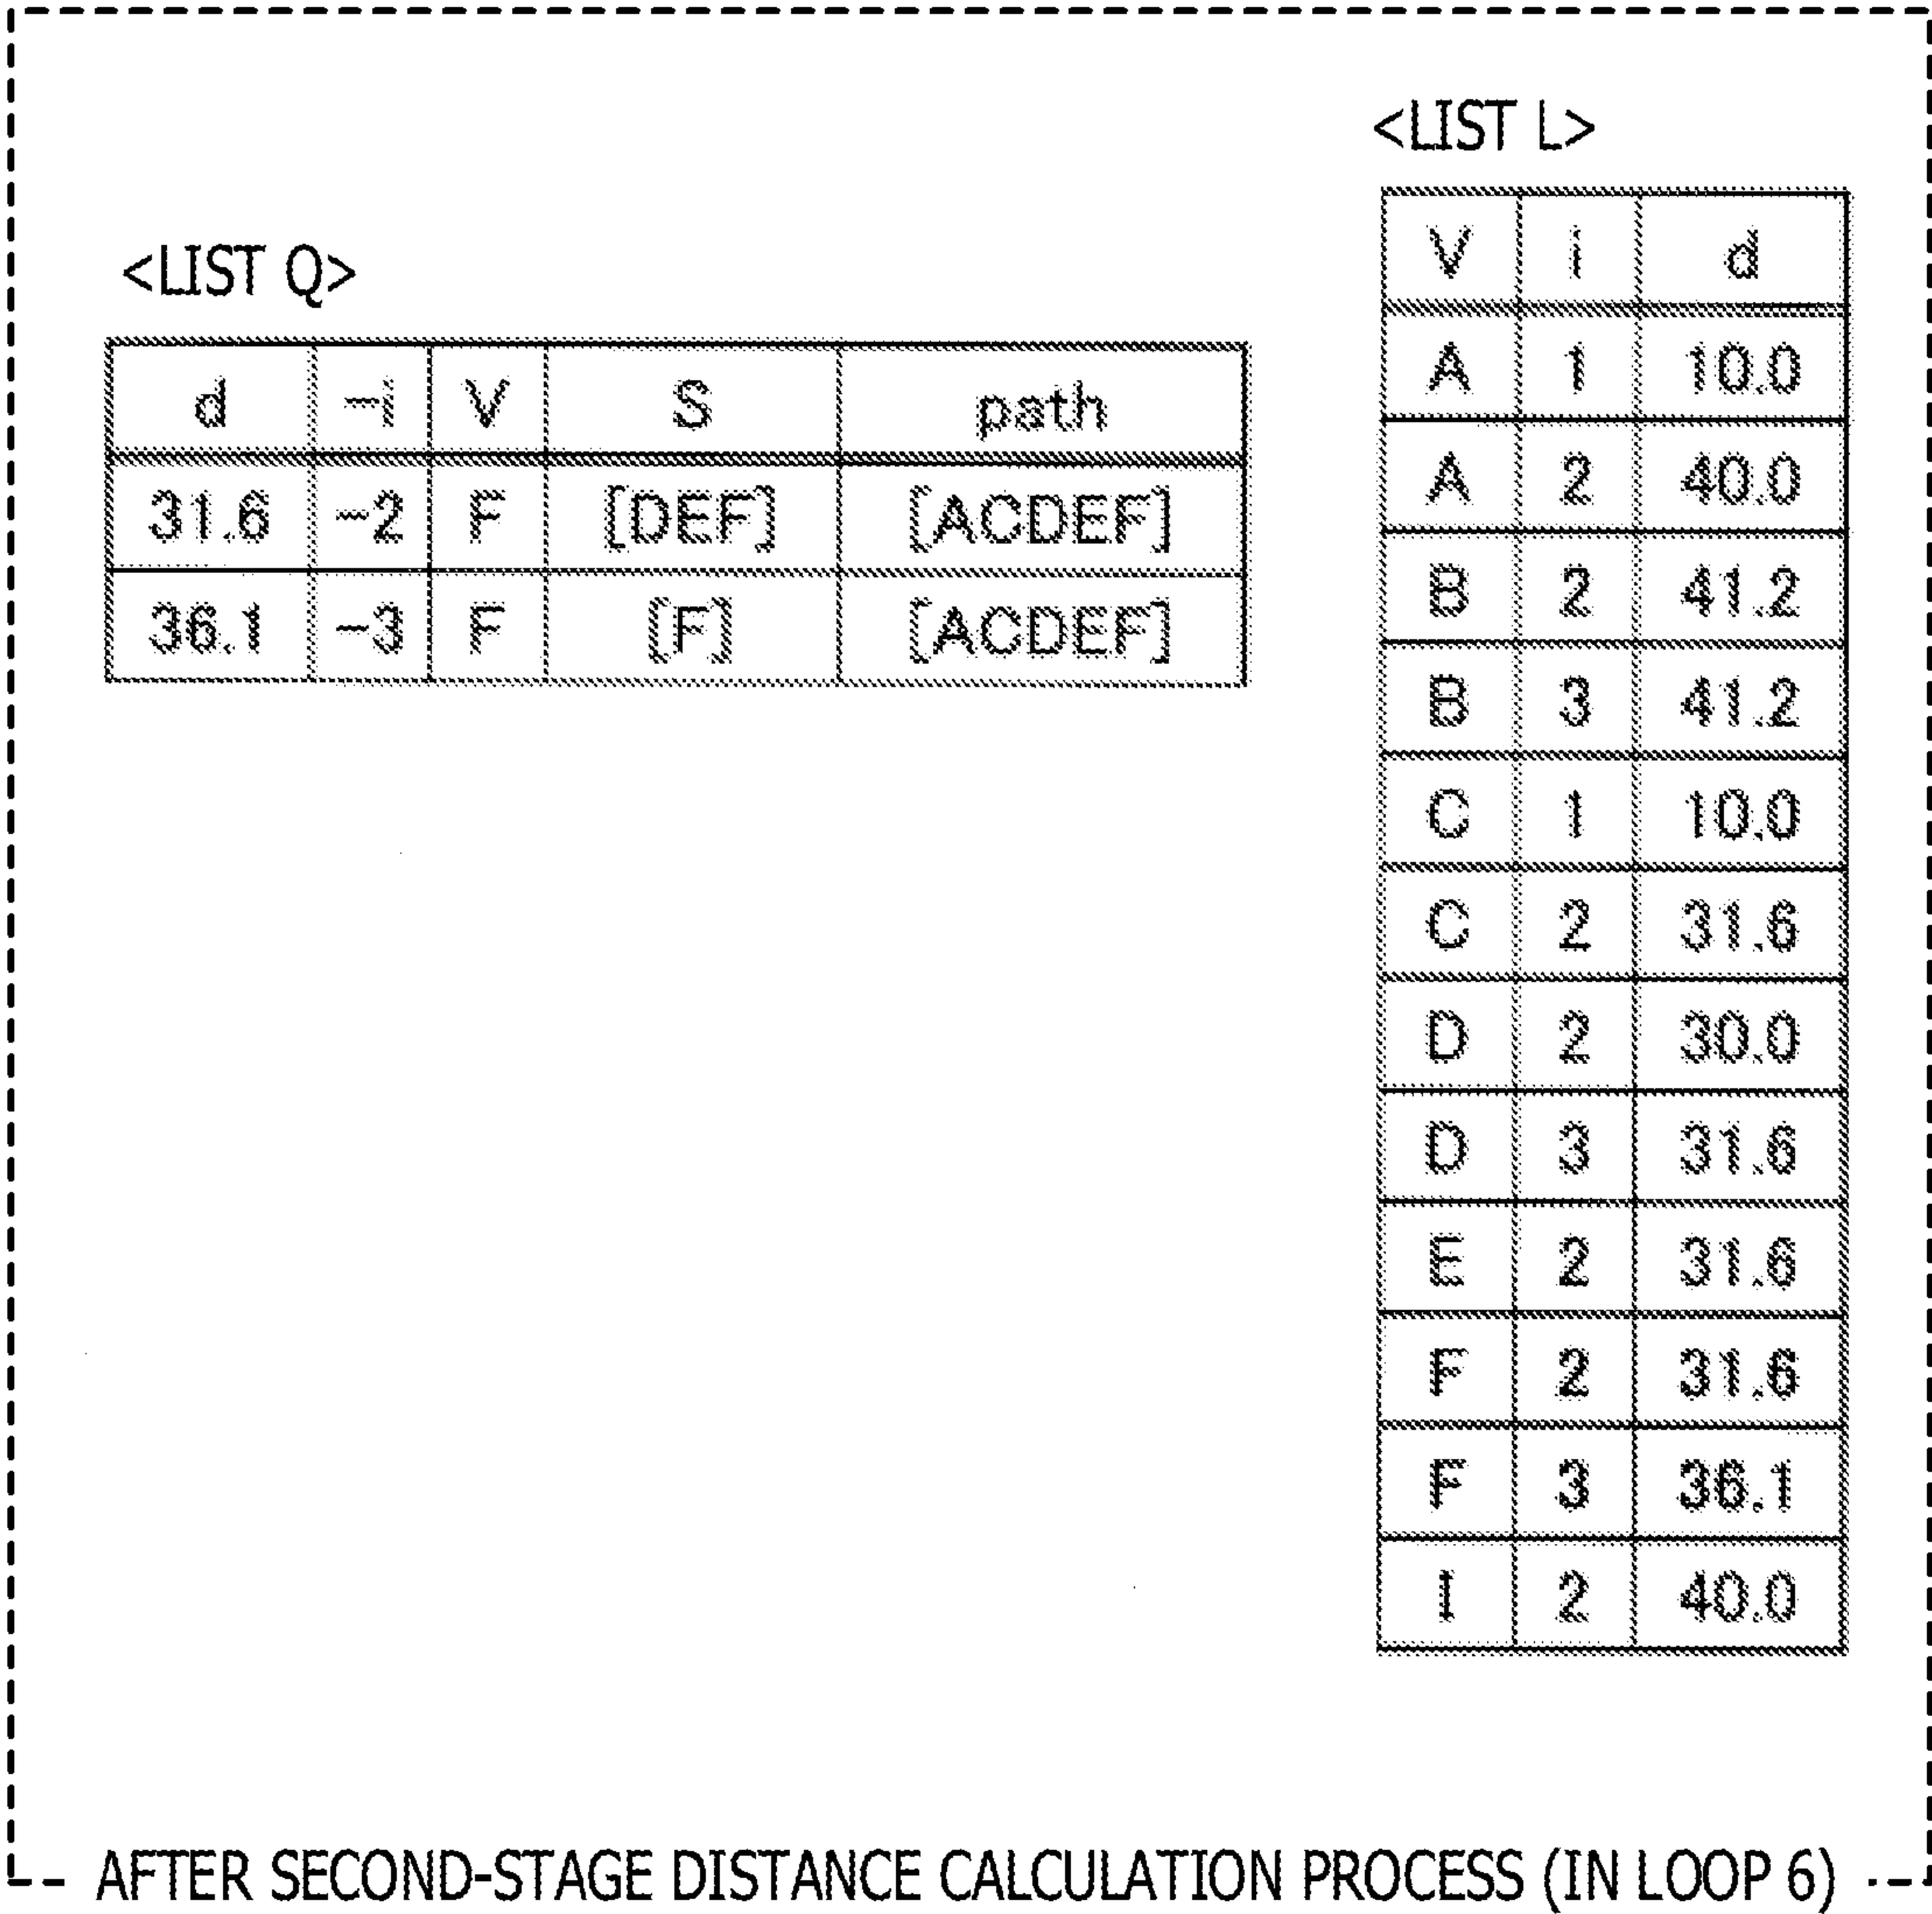 <LIST Q>
d -i V S path
31.6 -2 F [DEF] [ACDEF]
36.1 -3 F [F] [ACDEF]
<LIST L>
V i d
A 1 10.0
A 2 40.0
B 2 41.2
B 3 41.2
C 1 10.0
C 2 31.6
D 2 30.0
D 3 31.6
E 2 31.6
F 2 31.6
F 3 36.1
I 2 40.0
AFTER SECOND-STAGE DISTANCE CALCULATION PROCESS (IN LOOP 6)